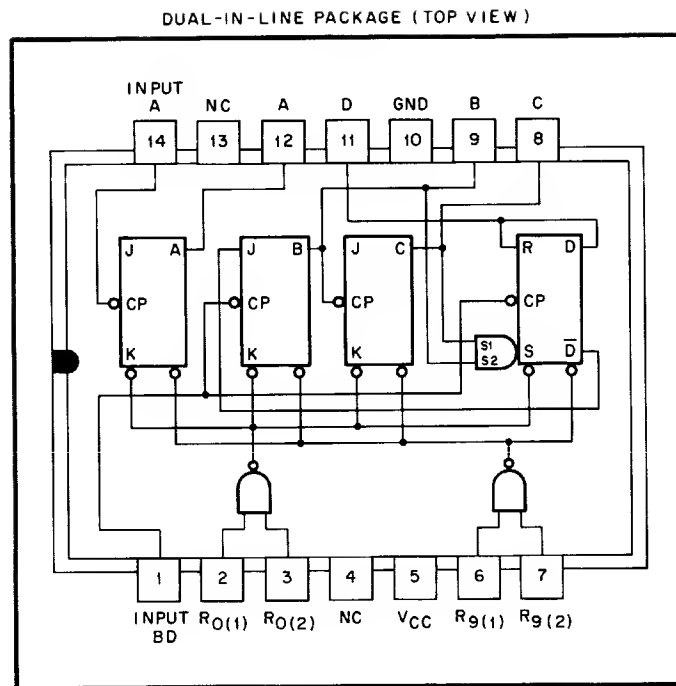 DUAL-IN-LINE PACKAGE (TOP VIEW)
INPUT A NC A D GND B C
14 13 12 11 10 9 8
J A J B J C R D
CP CP CP CP
S1
S2
K K K S D̅
1 2 3 4 5 6 7
INPUT BD R0(1) R0(2) NC VCC R9(1) R9(2)